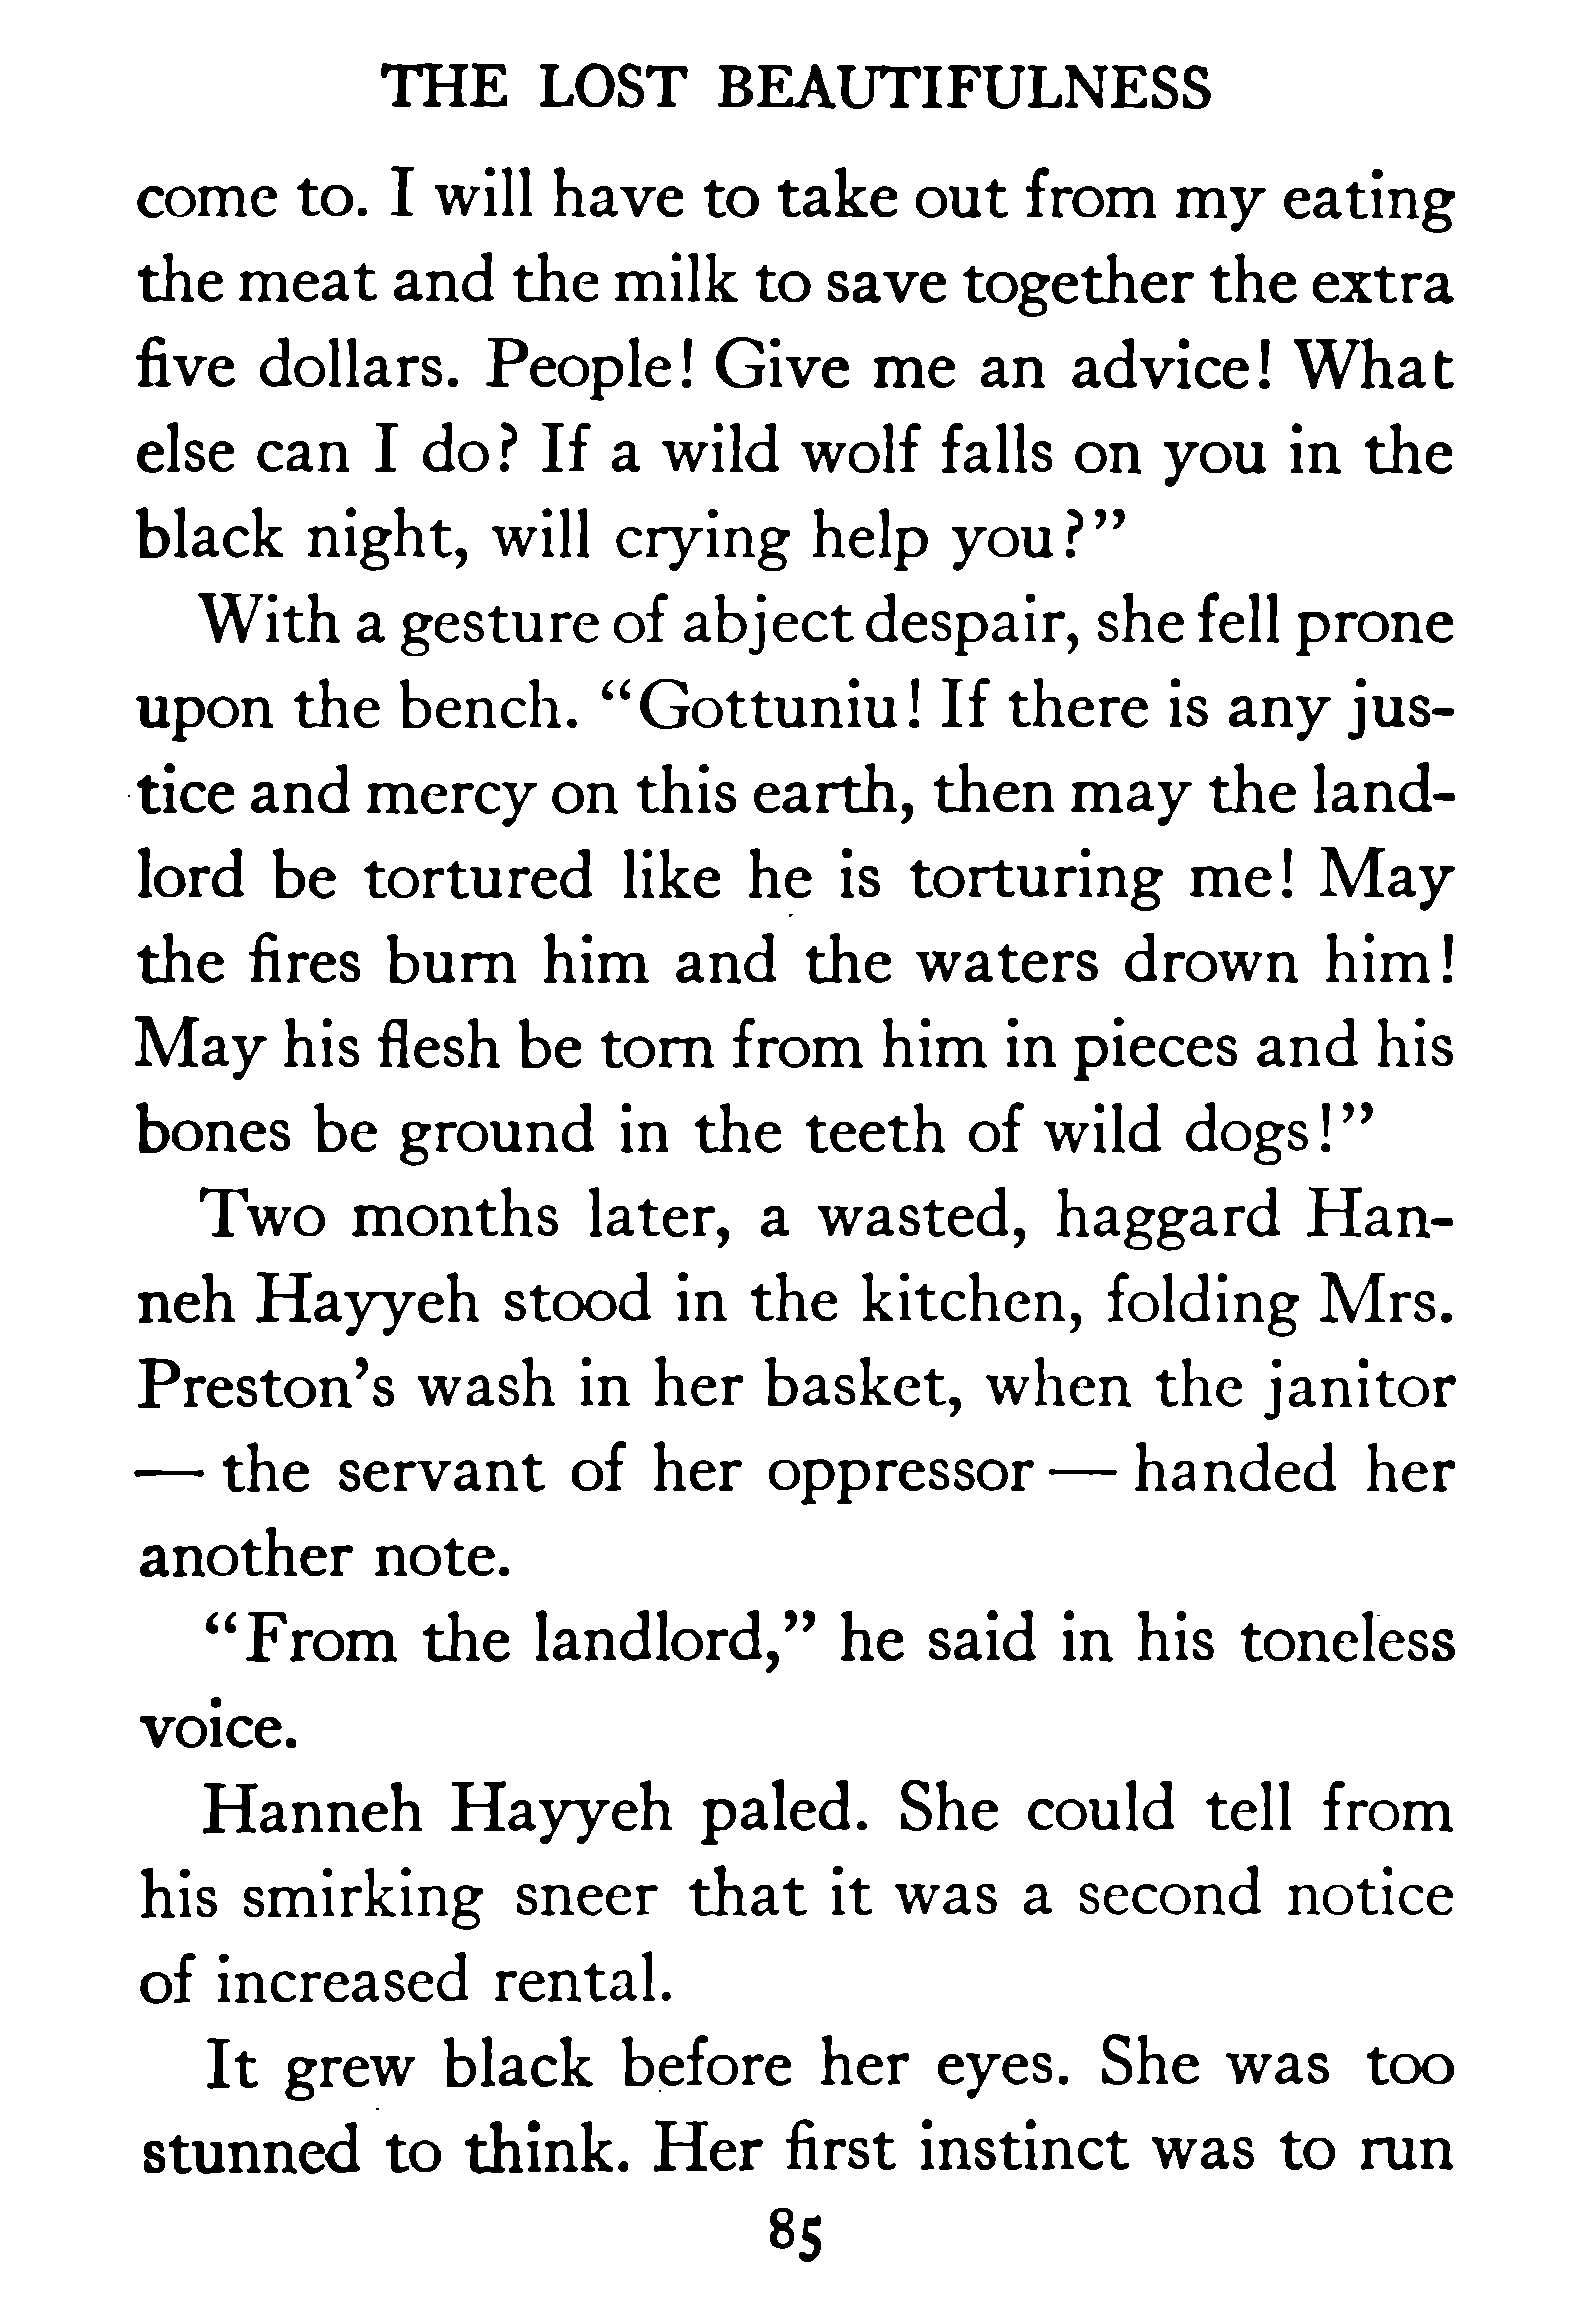 THE LOST BEAUTIFULNESS
come to. I will have to take out from my eating
the meat and the milk to save together the extra
five dollars. People! Give me an advice! What
else can I do? If a wild wolf falls on you in the
black night, will crying help you?”
With a gesture of abject despair, she fell prone
upon the bench. “Gottuniu! If there is any jus-
tice and mercy on this earth, then may the land-
lord be tortured like he is torturing me! May
the fires burn him and the waters drown him!
May his flesh be torn from him in pieces and his
bones be ground in the teeth of wild dogs!”
Two months later, a wasted, haggard Han-
neh Hayyeh stood in the kitchen, folding Mrs.
Preston’s wash in her basket, when the janitor
— the servant of her oppressor — handed her
another note.
“From the landlord,” he said in his toneless
voice.
Hanneh Hayyeh paled. She could tell from
his smirking sneer that it was a second notice
of increased rental.
It grew black before her eyes. She was too
stunned to think. Her first instinct was to run
85